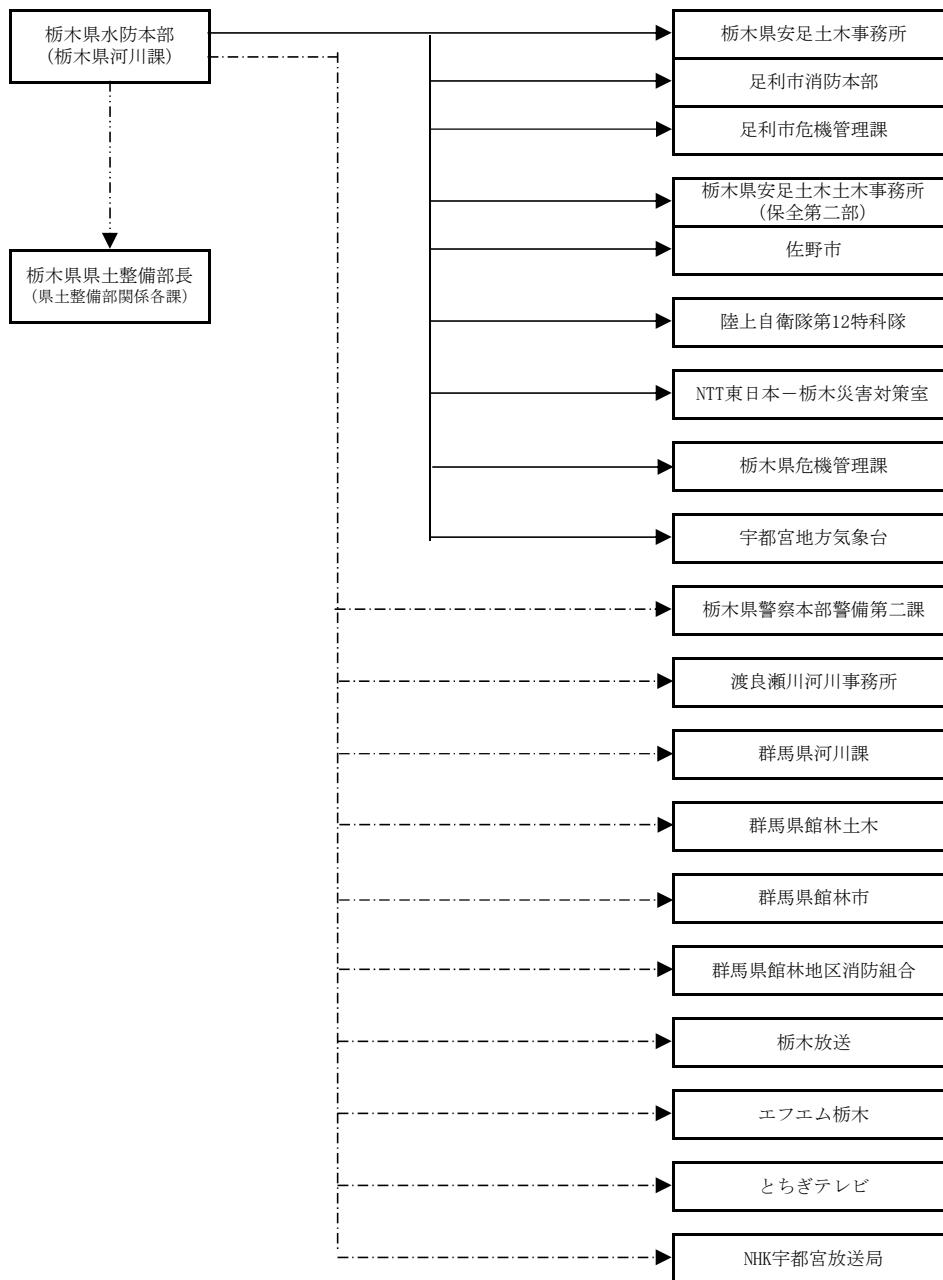 栃木県水防本部
(栃木県河川課)
栃木県県土整備部長
(県土整備部関係各課)
栃木県安足土木事務所
足利市消防本部
足利市危機管理課
栃木県安足土木土木事務所
(保全第二部)
佐野市
陸上自衛隊第12特科隊
NTT東日本－栃木災害対策室
栃木県危機管理課
宇都宮地方気象台
栃木県警察本部警備第二課
渡良瀬川河川事務所
群馬県河川課
群馬県館林土木
群馬県館林市
群馬県館林地区消防組合
栃木放送
エフエム栃木
とちぎテレビ
NHK宇都宮放送局